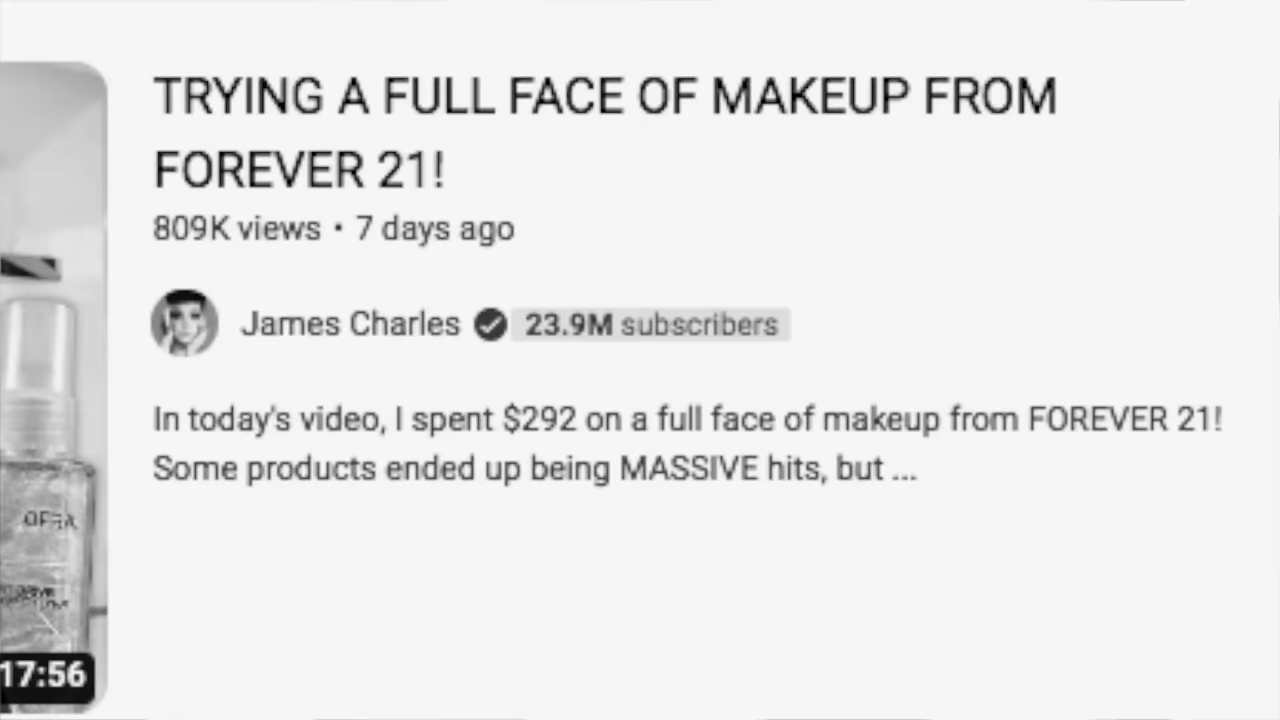 TRYING A FULL FACE OF MAKEUP FROM
FOREVER 21!
809K views • 7 days ago
James Charles 23.9M subscribers
In today's video, I spent $292 on a full face of makeup from FOREVER 21!
Some products ended up being MASSIVE hits, but ...
OFRA
17:56